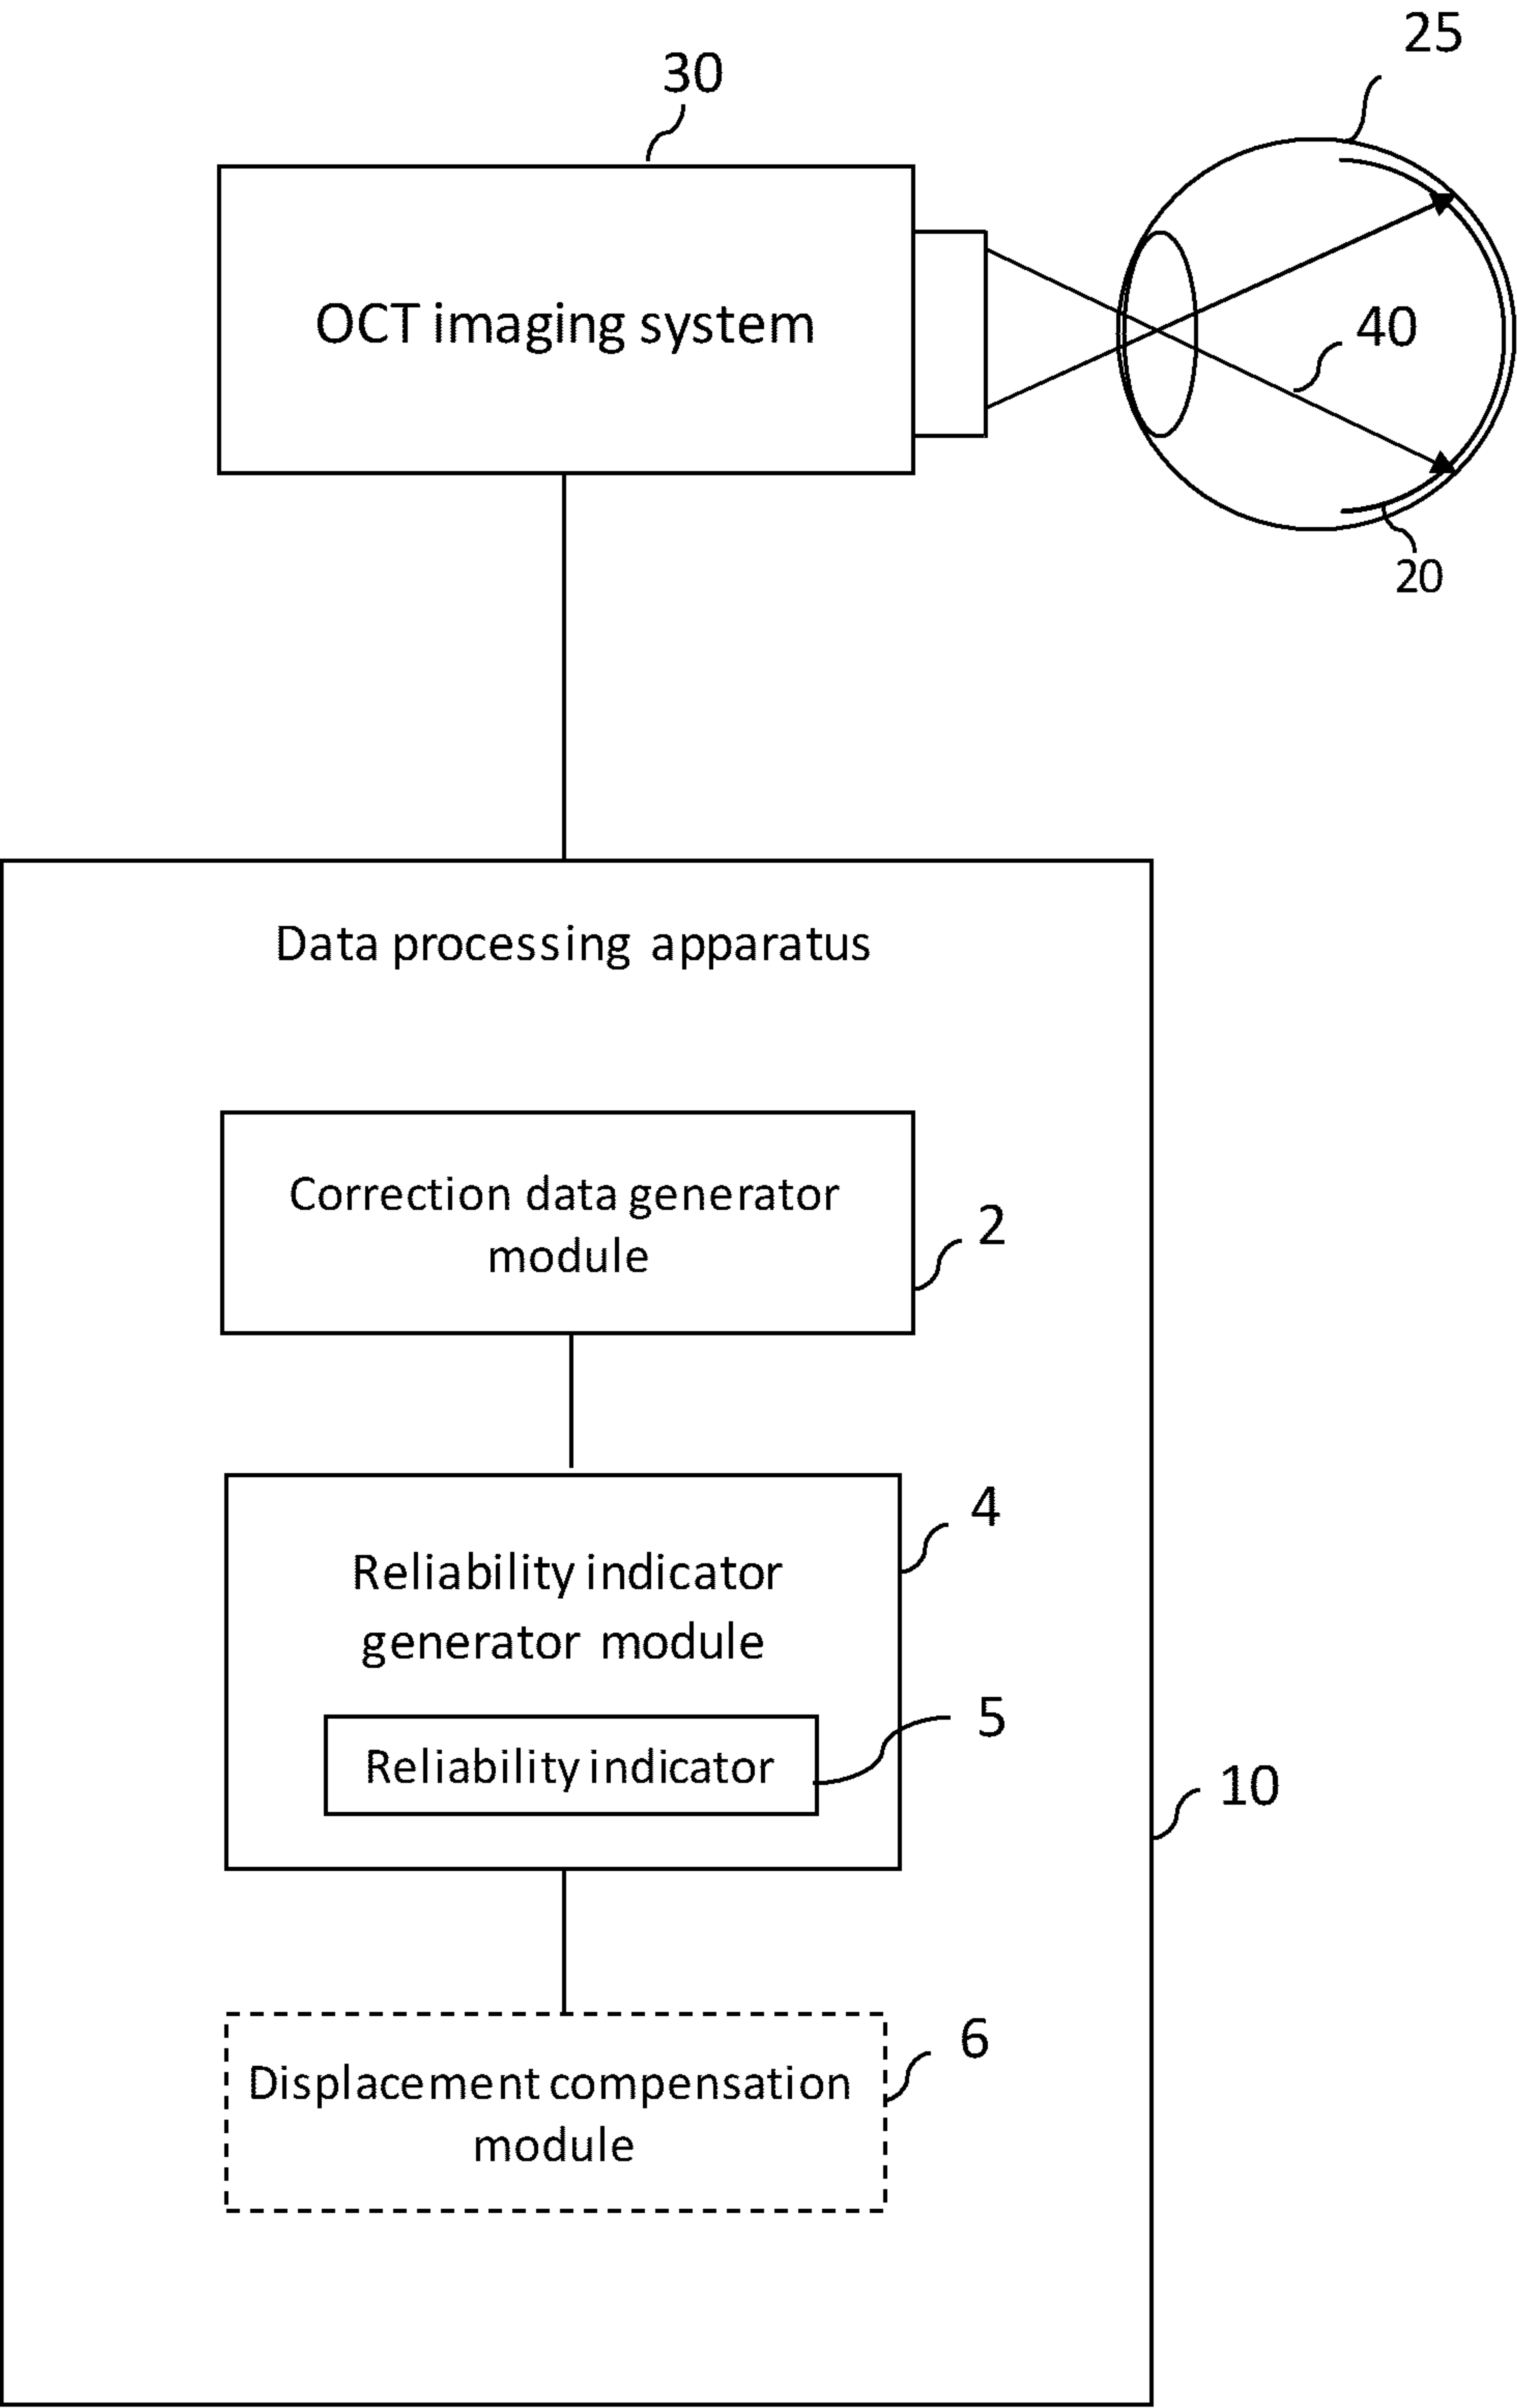 25
30
OCT imaging system
40
20
Data processing apparatus
Correction data generator
module
2
4
Reliability indicator
generator module
5
Reliability indicator
10
6
Displacement compensation
module